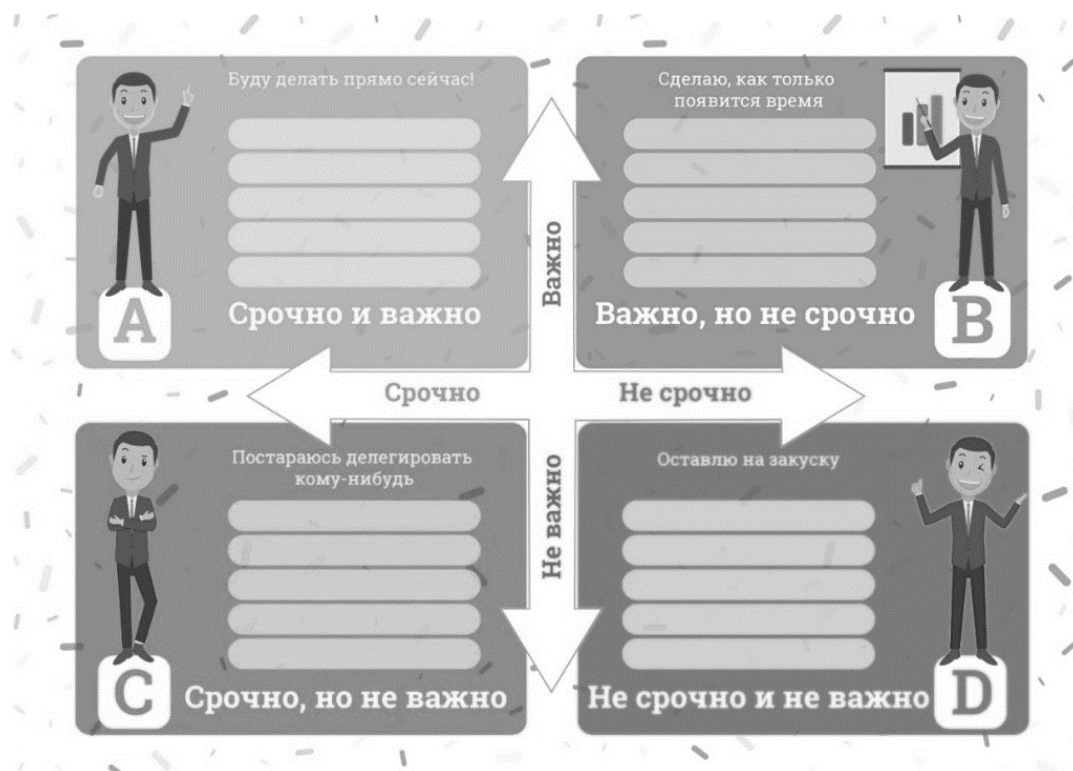 Буду делать прямо сейчас!
Срочно и важно
A
Сделаю, как только
появится время
Важно, но не срочно
B
Важно
Срочно
Не срочно
Не важно
Постараюсь делегировать
кому-нибудь
Срочно, но не важно
C
Оставлю на закуску
Не срочно и не важно
D